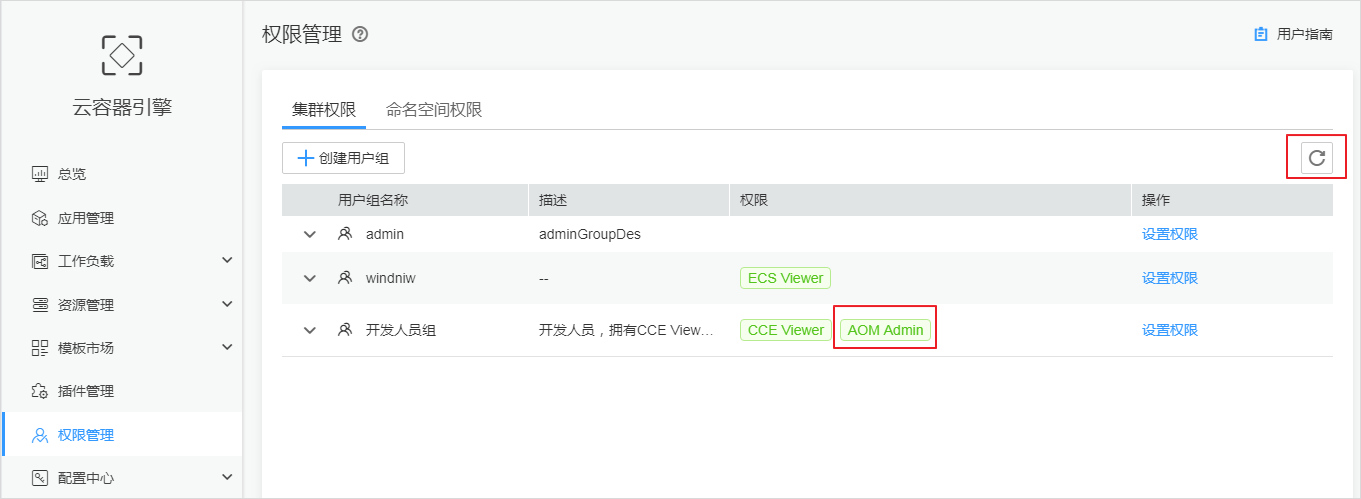 权限管理
用户指南
云容器引擎
总览
应用管理
工作负载
资源管理
模板市场
插件管理
权限管理
配置中心
集群权限 命名空间权限
创建用户组
用户组名称 描述 权限 操作
admin adminGroupDes 设置权限
windniw -- ECS Viewer 设置权限
开发人员组 开发人员，拥有CCE View... CCE Viewer AOM Admin 设置权限